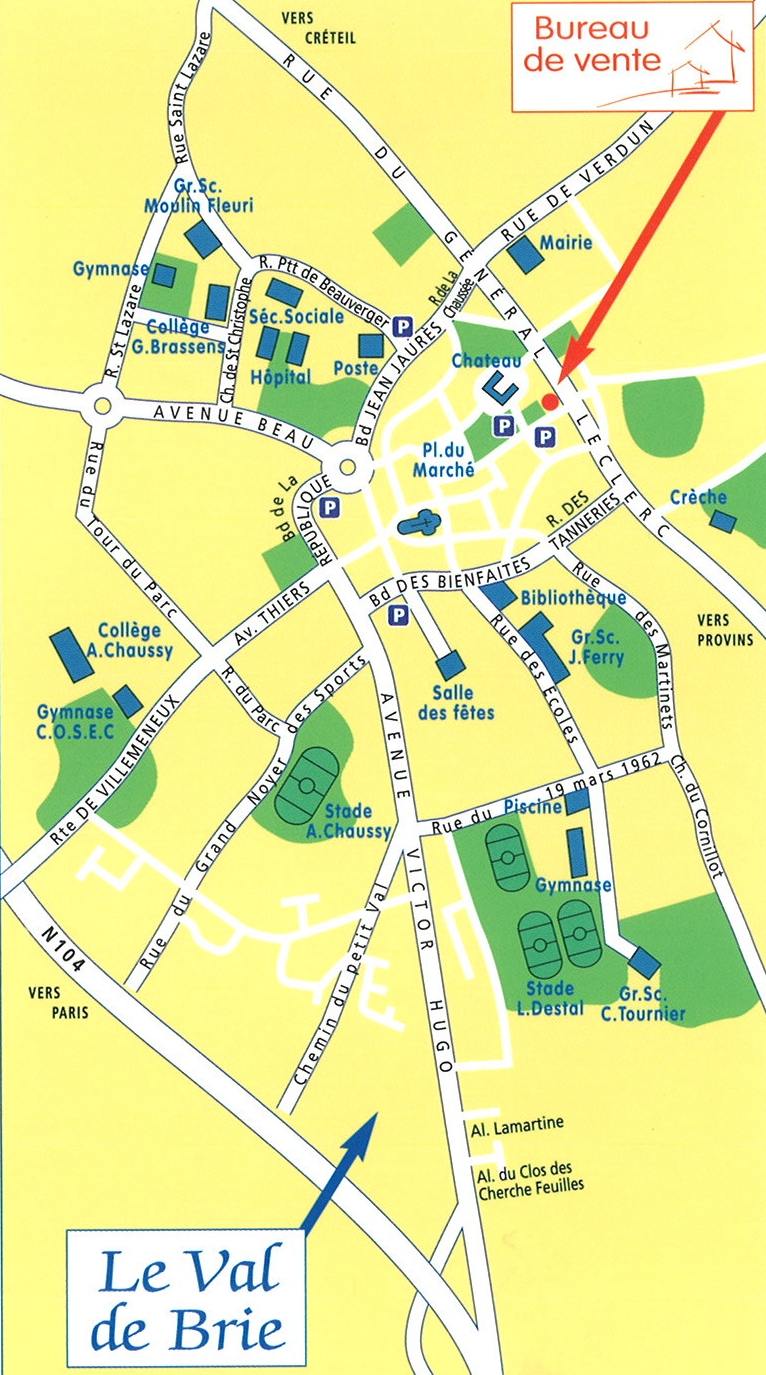 VERS
CRÉTEIL
Bureau
de vente
Rue Saint Lazare
RUE DU GÉNÉRAL LECLERC
RUE DE VERDUN
Gr.Sc.
Moulin Fleuri
Mairie
Gymnase
R. Ptt de Beauverger
R.de La
Chaussée
P
Séc.Sociale
Collège
G.Brassens
R. St Lazare
Ch. de St Christophe
Hôpital
Poste
Bd JEAN JAURÈS
Chateau
AVENUE BEAU
P
P
Pl.du
Marché
Rue du Tour du Parc
Bd de La
RÉPUBLIQUE
P
Crèche
R. DES
TANNERIES
Av. THIERS
Bd DES BIENFAITES
P
Bibliothèque
Rue des Martinets
VERS
PROVINS
Collège
A.Chaussy
Gr.Sc.
J.Ferry
Rue des Ecoles
Salle
des fêtes
R. du Parc
Gymnase
C.O.S.E.C
Rte DE VILLEMENEUX
Rue du Grand Noyer des Sports
AVENUE VICTOR HUGO
Stade
A.Chaussy
Rue du 19 mars 1962
Piscine
Ch. du Cornillot
Gymnase
Chemin du petit Val
N104
VERS
PARIS
Stade
L.Destal
Gr.Sc.
C.Tournier
Al. Lamartine
Al. du Clos des
Cherche Feuilles
Le Val
de Brie